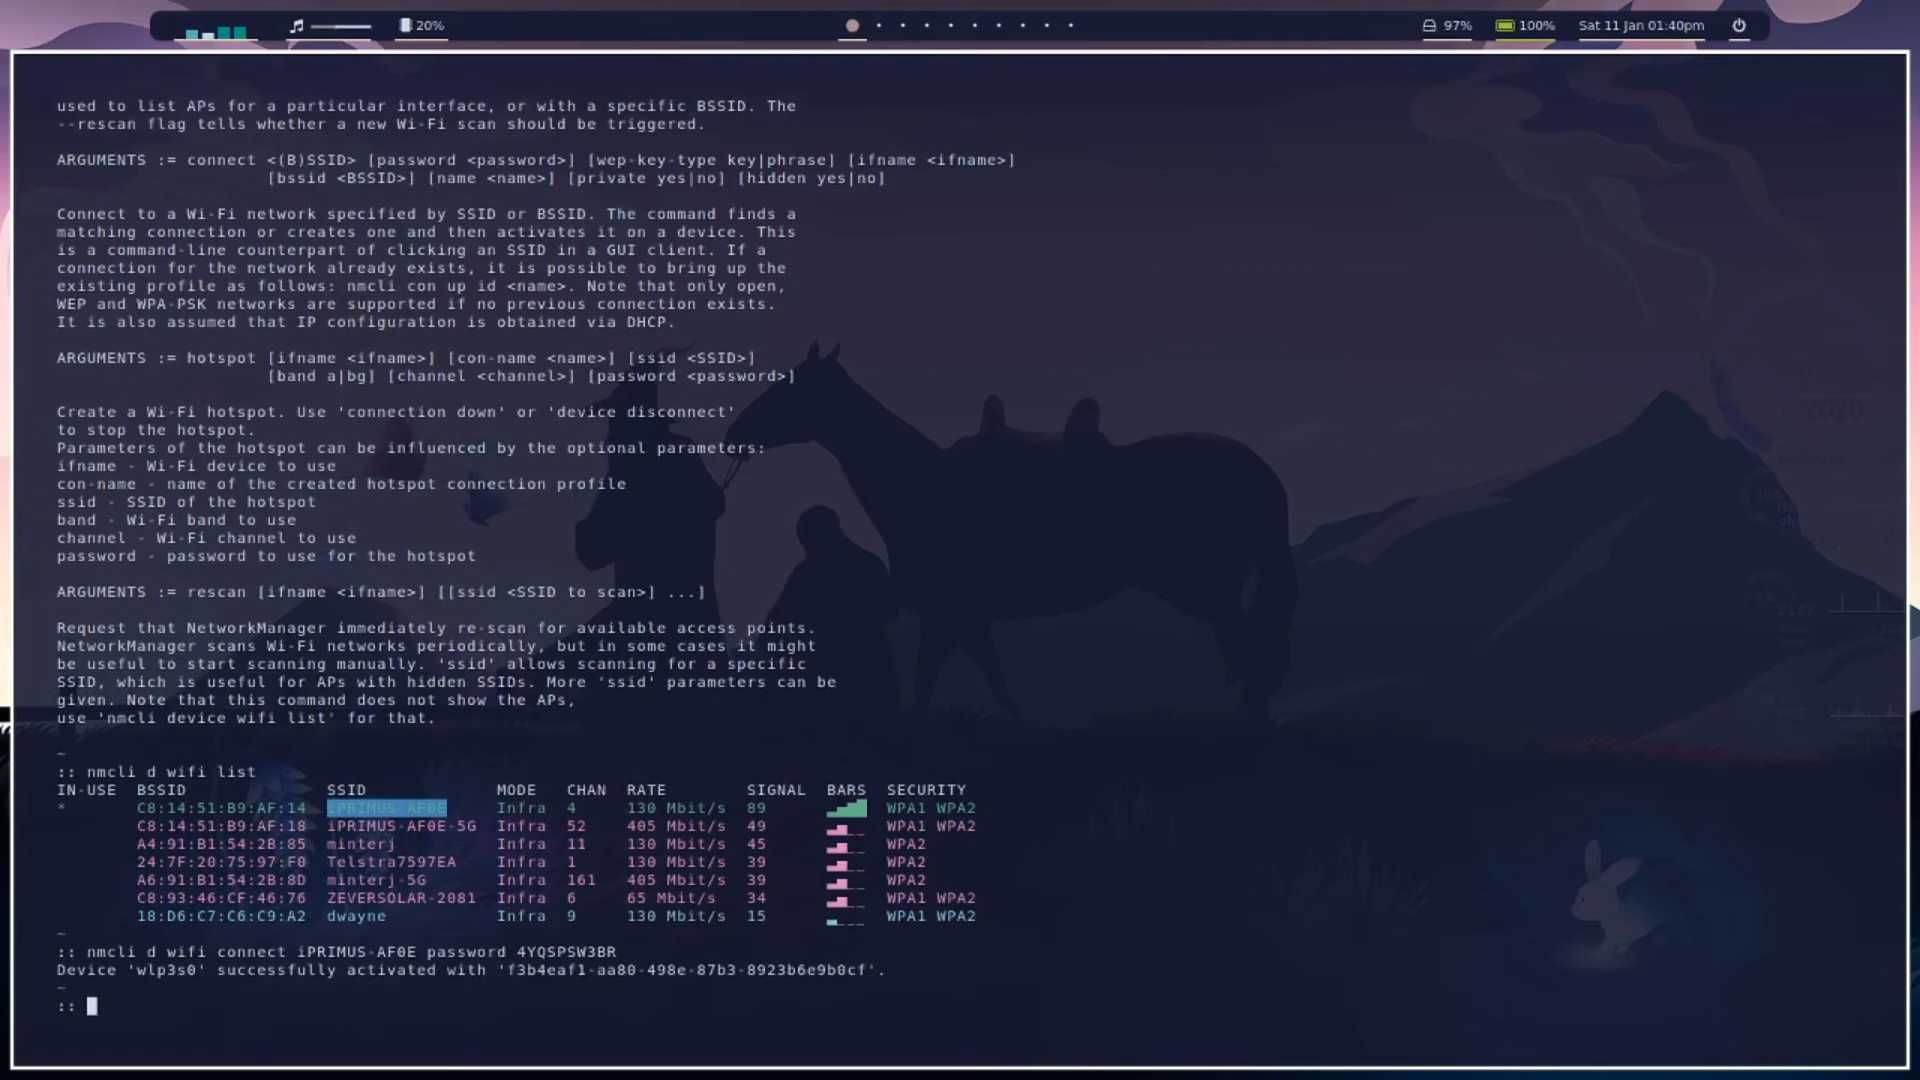 20%
97%
100%
Sat 11 Jan 01:40pm
used to list APs for a particular interface, or with a specific BSSID. The
--rescan flag tells whether a new Wi-Fi scan should be triggered.
ARGUMENTS := connect <(B)SSID> [password <password>] [wep-key-type key|phrase] [ifname <ifname>]
[bssid <BSSID>] [name <name>] [private yes|no] [hidden yes|no]
Connect to a Wi-Fi network specified by SSID or BSSID. The command finds a
matching connection or creates one and then activates it on a device. This
is a command-line counterpart of clicking an SSID in a GUI client. If a
connection for the network already exists, it is possible to bring up the
existing profile as follows: nmcli con up id <name>. Note that only open,
WEP and WPA-PSK networks are supported if no previous connection exists.
It is also assumed that IP configuration is obtained via DHCP.
ARGUMENTS := hotspot [ifname <ifname>] [con-name <name>] [ssid <SSID>]
[band a|bg] [channel <channel>] [password <password>]
Create a Wi-Fi hotspot. Use 'connection down' or 'device disconnect'
to stop the hotspot.
Parameters of the hotspot can be influenced by the optional parameters:
ifname - Wi-Fi device to use
con-name - name of the created hotspot connection profile
ssid - SSID of the hotspot
band - Wi-Fi band to use
channel - Wi-Fi channel to use
password - password to use for the hotspot
ARGUMENTS := rescan [ifname <ifname>] [[ssid <SSID to scan>] ...]
Request that NetworkManager immediately re-scan for available access points.
NetworkManager scans Wi-Fi networks periodically, but in some cases it might
be useful to start scanning manually. 'ssid' allows scanning for a specific
SSID, which is useful for APs with hidden SSIDs. More 'ssid' parameters can be
given. Note that this command does not show the APs,
use 'nmcli device wifi list' for that.
~
:: nmcli d wifi list
IN-USE BSSID SSID MODE CHAN RATE SIGNAL BARS SECURITY
* C8:14:51:B9:AF:14 iPRIMUS-AF0E Infra 4 130 Mbit/s 89 WPA1 WPA2
C8:14:51:B9:AF:18 iPRIMUS-AF0E-5G Infra 52 405 Mbit/s 49 WPA1 WPA2
A4:91:B1:54:2B:85 minterj Infra 11 130 Mbit/s 45 WPA2
24:7F:20:75:97:F0 Telstra7597EA Infra 1 130 Mbit/s 39 WPA2
A6:91:B1:54:2B:8D minterj-5G Infra 161 405 Mbit/s 39 WPA2
C8:93:46:CF:46:76 ZEVERSOLAR-2081 Infra 6 65 Mbit/s 34 WPA1 WPA2
18:D6:C7:C6:C9:A2 dwayne Infra 9 130 Mbit/s 15 WPA1 WPA2
~
:: nmcli d wifi connect iPRIMUS-AF0E password 4YQSPSW3BR
Device 'wlp3s0' successfully activated with 'f3b4eaf1-aa80-498e-87b3-8923b6e9b0cf'.
~
::
2020